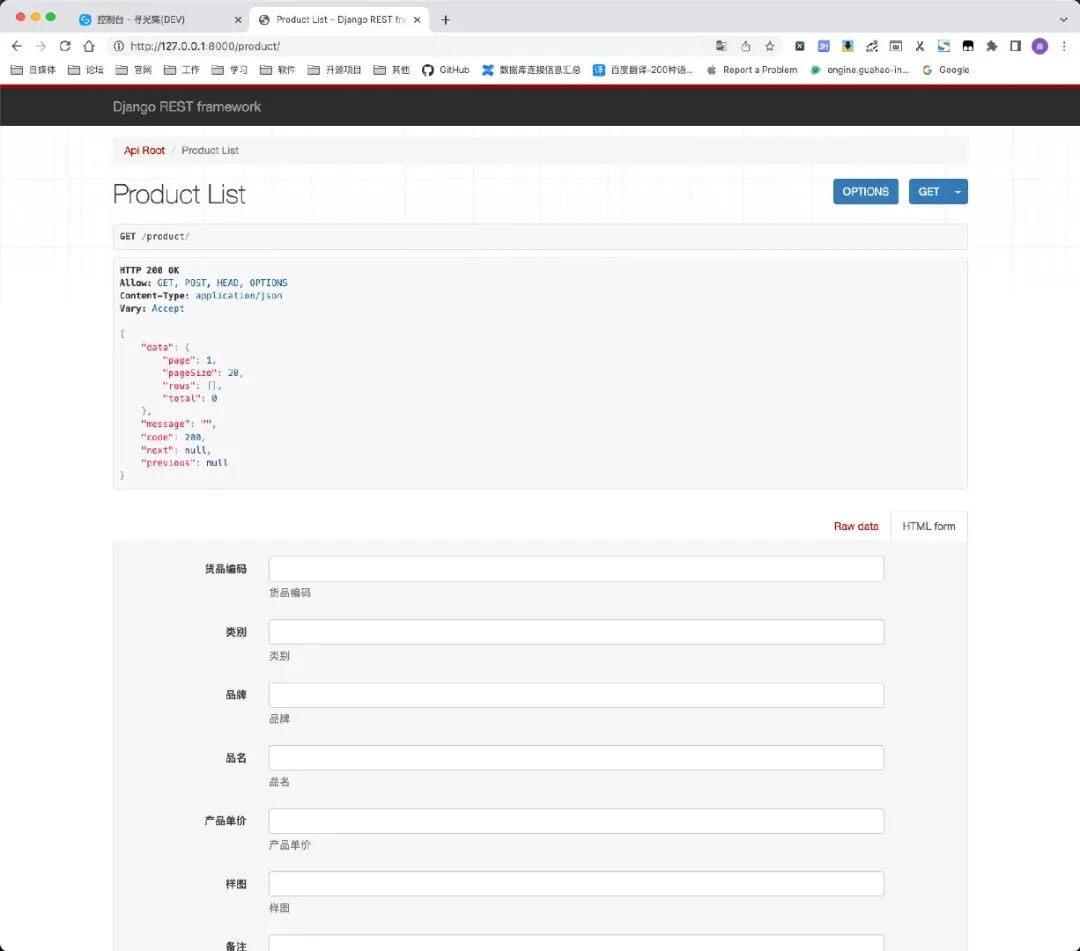 控制台 - 寻光集(DEV)
Product List – Django REST fra
http://127.0.0.1:8000/product/
自媒体 论坛 官网 工作 学习 软件 开源项目 其他 GitHub 数据库连接信息汇总 百度翻译-200种语... Report a Problem engine.guahao-in... Google
Django REST framework
Api Root / Product List
Product List
OPTIONS GET
GET /product/
HTTP 200 OK
Allow: GET, POST, HEAD, OPTIONS
Content-Type: application/json
Vary: Accept
{
"data": {
"page": 1,
"pageSize": 20,
"rows": [],
"total": 0
},
"message": "",
"code": 200,
"next": null,
"previous": null
}
Raw data HTML form
货品编码
货品编码
类别
类别
品牌
品牌
品名
品名
产品单价
产品单价
样图
样图
备注